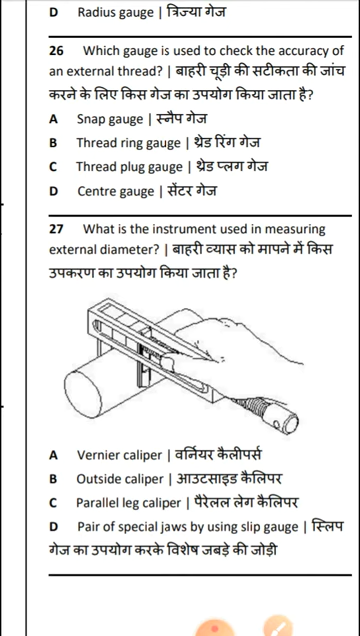 D Radius gauge | त्रिज्या गेज
26 Which gauge is used to check the accuracy of
an external thread? | बाहरी चूड़ी की सटीकता की जांच
करने के लिए किस गेज का उपयोग किया जाता है?
A Snap gauge | स्नैप गेज
B Thread ring gauge | थ्रेड रिंग गेज
C Thread plug gauge | थ्रेड प्लग गेज
D Centre gauge | सेंटर गेज
27 What is the instrument used in measuring
external diameter? | बाहरी व्यास को मापने में किस
उपकरण का उपयोग किया जाता है?
A Vernier caliper | वर्नियर कैलीपर्स
B Outside caliper | आउटसाइड कैलिपर
C Parallel leg caliper | पैरेलल लेग कैलिपर
D Pair of special jaws by using slip gauge | स्लिप
गेज का उपयोग करके विशेष जबड़े की जोड़ी